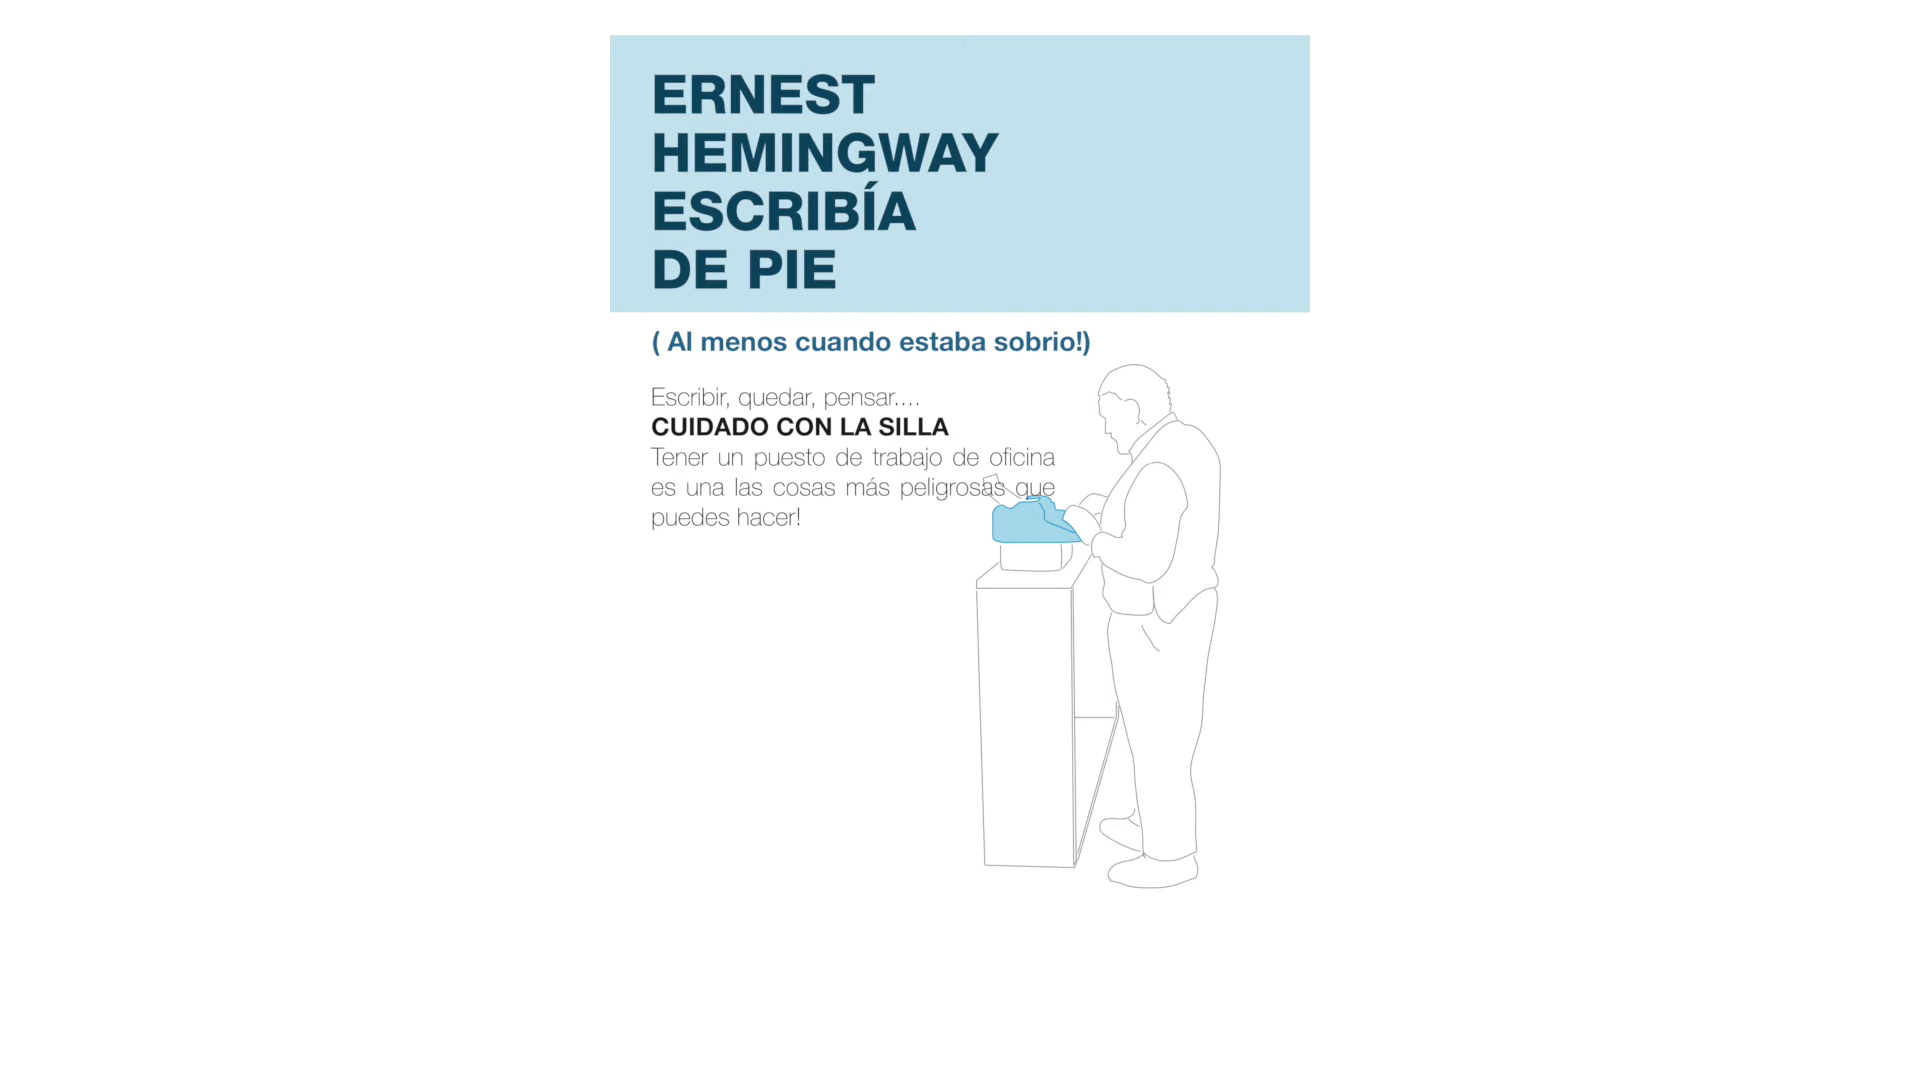 ERNEST
HEMINGWAY
ESCRIBÍA
DE PIE
( Al menos cuando estaba sobrio!)
Escribir, quedar, pensar....
CUIDADO CON LA SILLA
Tener un puesto de trabajo de oficina
es una las cosas más peligrosas que
puedes hacer!